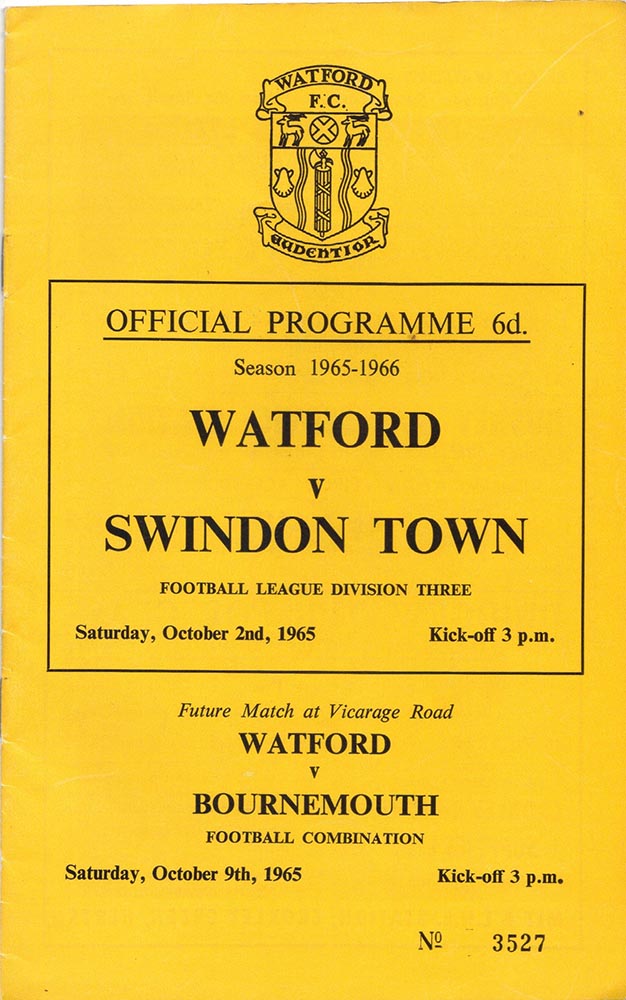 WATFORD
F.C.
AUDENTIOR
OFFICIAL PROGRAMME 6d.
Season 1965-1966
WATFORD
v
SWINDON TOWN
FOOTBALL LEAGUE DIVISION THREE
Saturday, October 2nd, 1965 Kick-off 3 p.m.
Future Match at Vicarage Road
WATFORD
v
BOURNEMOUTH
FOOTBALL COMBINATION
Saturday, October 9th, 1965 Kick-off 3 p.m.
Nº 3527